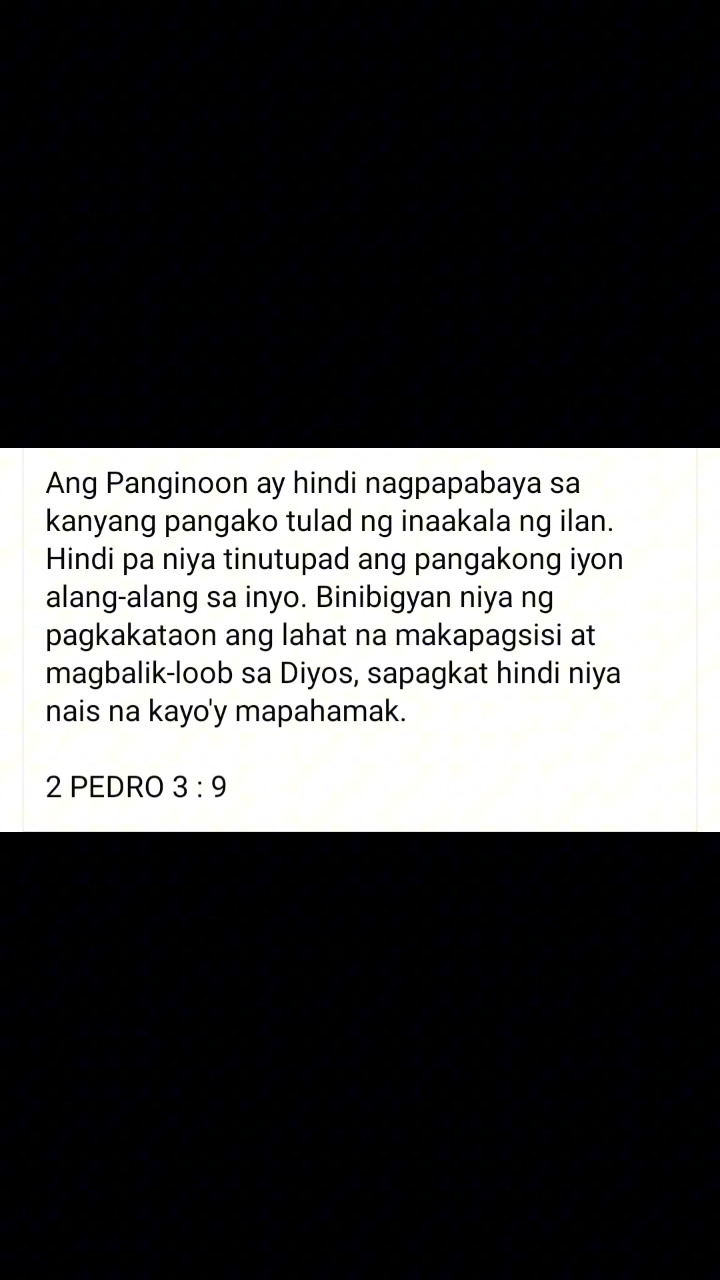 Ang Panginoon ay hindi nagpapabaya sa
kanyang pangako tulad ng inaakala ng ilan.
Hindi pa niya tinutupad ang pangakong iyon
alang-alang sa inyo. Binibigyan niya ng
pagkakataon ang lahat na makapagsisi at
magbalik-loob sa Diyos, sapagkat hindi niya
nais na kayo'y mapahamak.
2 PEDRO 3 : 9